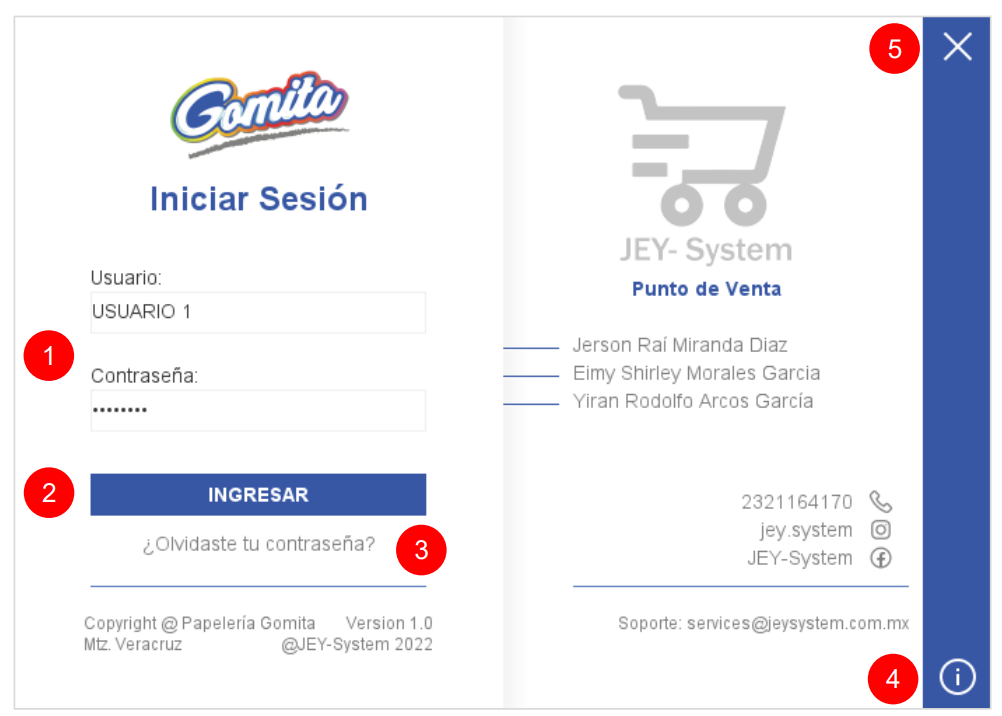 Gomita
Iniciar Sesión
Usuario:
USUARIO 1
1
Contraseña:
••••••••
2
INGRESAR
¿Olvidaste tu contraseña?
3
Copyright @ Papelería Gomita Version 1.0
Mtz. Veracruz @JEY-System 2022
5
JEY- System
Punto de Venta
Jerson Raí Miranda Diaz
Eimy Shirley Morales Garcia
Yiran Rodolfo Arcos García
2321164170
jey.system
JEY-System
Soporte: services@jeysystem.com.mx
4